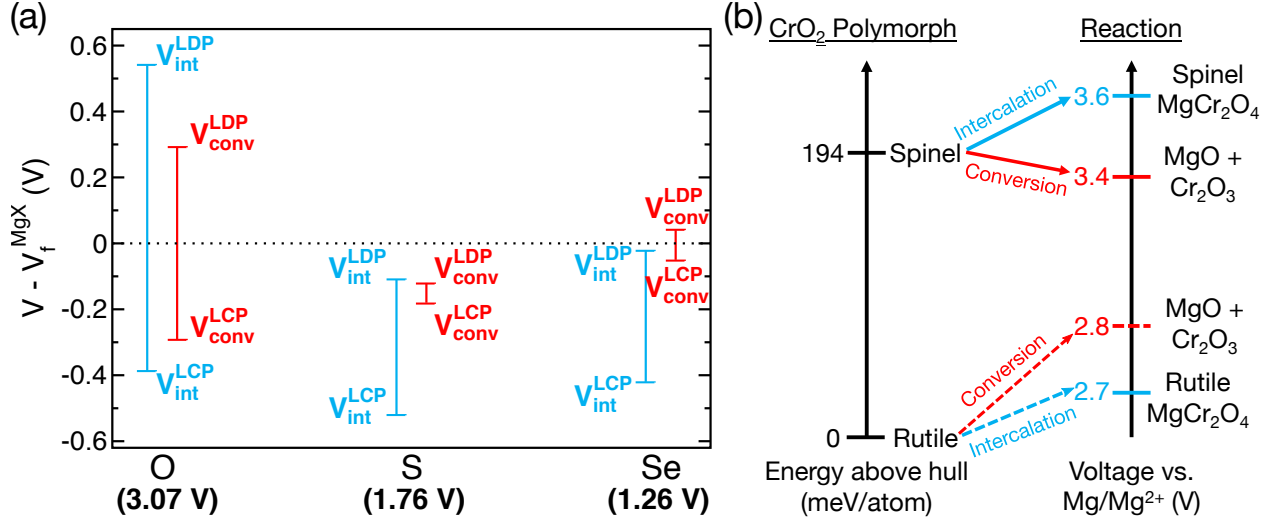 (a)
V - V_f^MgX (V)
0.6
0.4
0.2
0
-0.2
-0.4
-0.6
V_int^LDP
V_conv^LDP
V_conv^LCP
V_int^LCP
V_int^LDP
V_conv^LDP
V_conv^LCP
V_int^LCP
V_conv^LDP
V_int^LDP
V_conv^LCP
V_int^LCP
O S Se
(3.07 V) (1.76 V) (1.26 V)
(b)
CrO₂ Polymorph
194
Spinel
0
Rutile
Energy above hull
(meV/atom)
Intercalation
Conversion
Conversion
Intercalation
Reaction
3.6
Spinel
MgCr₂O₄
3.4
MgO +
Cr₂O₃
2.8
MgO +
Cr₂O₃
2.7
Rutile
MgCr₂O₄
Voltage vs.
Mg/Mg²⁺ (V)